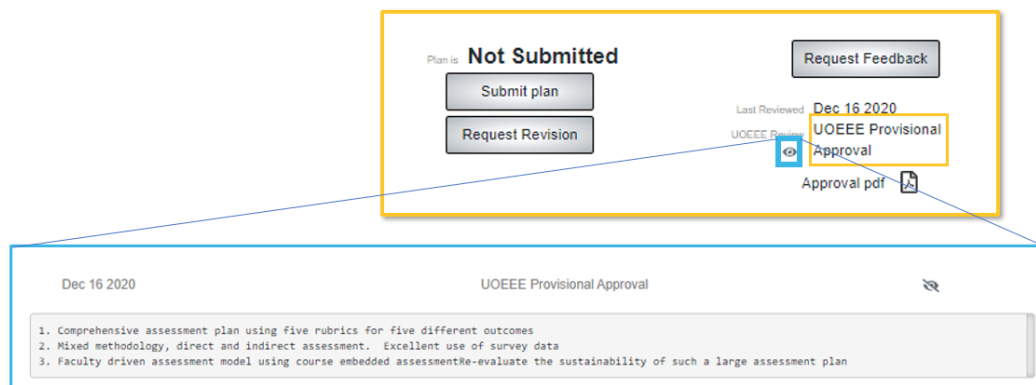 Plan is Not Submitted
Request Feedback
Submit plan
Request Revision
Last Reviewed Dec 16 2020
UOEEE Review UOEEE Provisional
Approval
Approval pdf
Dec 16 2020 UOEEE Provisional Approval
1. Comprehensive assessment plan using five rubrics for five different outcomes
2. Mixed methodology, direct and indirect assessment.  Excellent use of survey data
3. Faculty driven assessment model using course embedded assessmentRe-evaluate the sustainability of such a large assessment plan